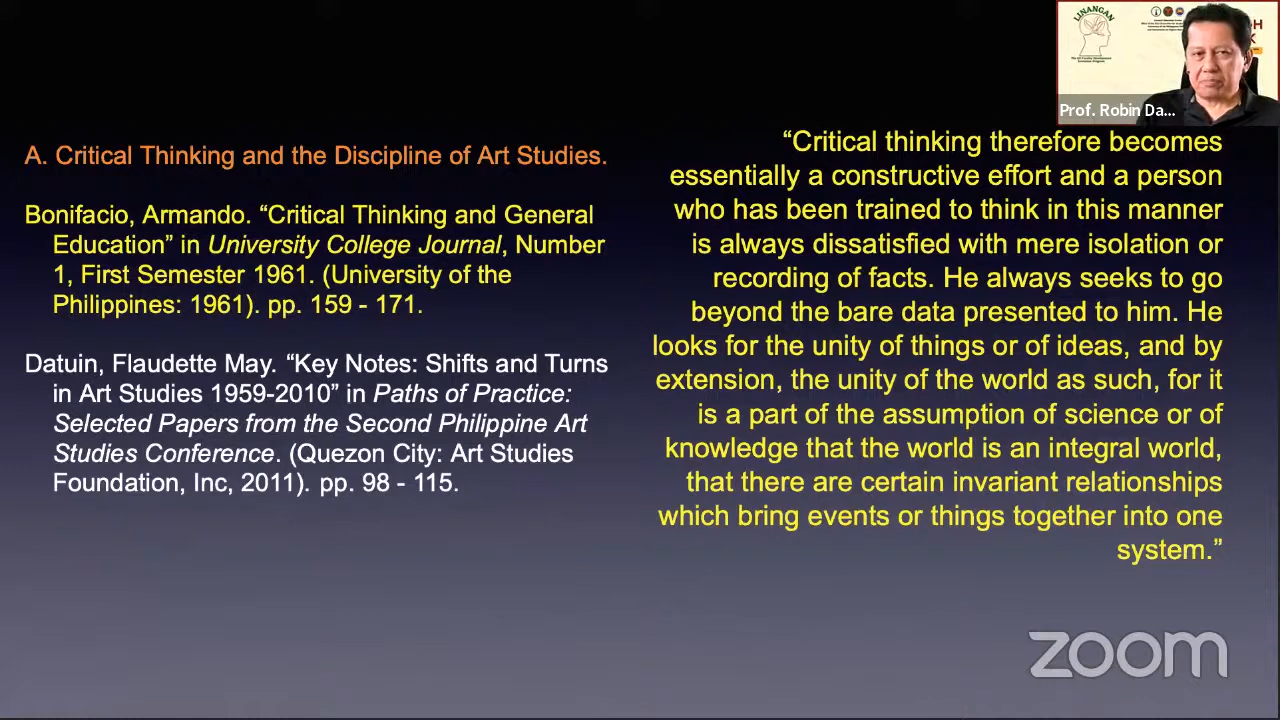 LINANGAN
Prof. Robin Da...
A. Critical Thinking and the Discipline of Art Studies.
Bonifacio, Armando. “Critical Thinking and General
Education” in University College Journal, Number
1, First Semester 1961. (University of the
Philippines: 1961). pp. 159 - 171.
Datuin, Flaudette May. “Key Notes: Shifts and Turns
in Art Studies 1959-2010” in Paths of Practice:
Selected Papers from the Second Philippine Art
Studies Conference. (Quezon City: Art Studies
Foundation, Inc, 2011). pp. 98 - 115.
“Critical thinking therefore becomes
essentially a constructive effort and a person
who has been trained to think in this manner
is always dissatisfied with mere isolation or
recording of facts. He always seeks to go
beyond the bare data presented to him. He
looks for the unity of things or of ideas, and by
extension, the unity of the world as such, for it
is a part of the assumption of science or of
knowledge that the world is an integral world,
that there are certain invariant relationships
which bring events or things together into one
system.”
zoom